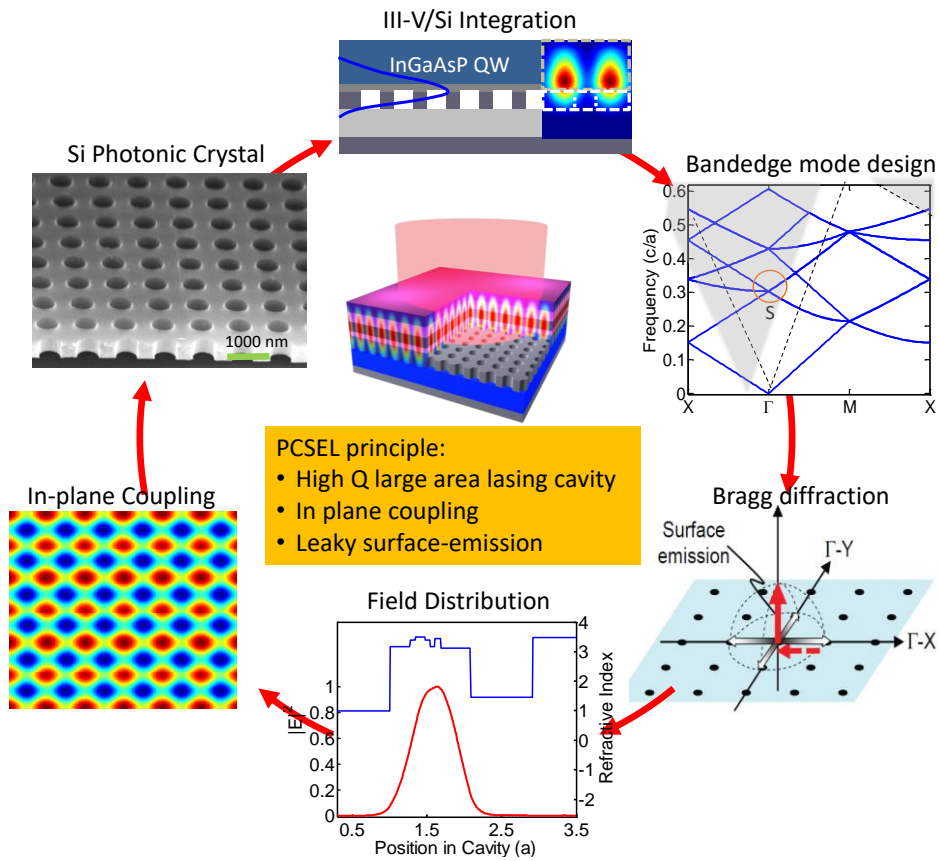 III-V/Si Integration
InGaAsP QW
Si Photonic Crystal
1000 nm
Bandedge mode design
Frequency (c/a)
0.6
0.5
0.4
0.3
0.2
0.1
0
S
X
Γ
M
X
PCSEL principle:
• High Q large area lasing cavity
• In plane coupling
• Leaky surface-emission
In-plane Coupling
Bragg diffraction
Surface
emission
Γ-Y
Γ-X
Field Distribution
|E|²
1
0.8
0.6
0.4
0.2
0
4
3
2
1
0
-1
-2
Refractive Index
0.5
1.5
2.5
3.5
Position in Cavity (a)